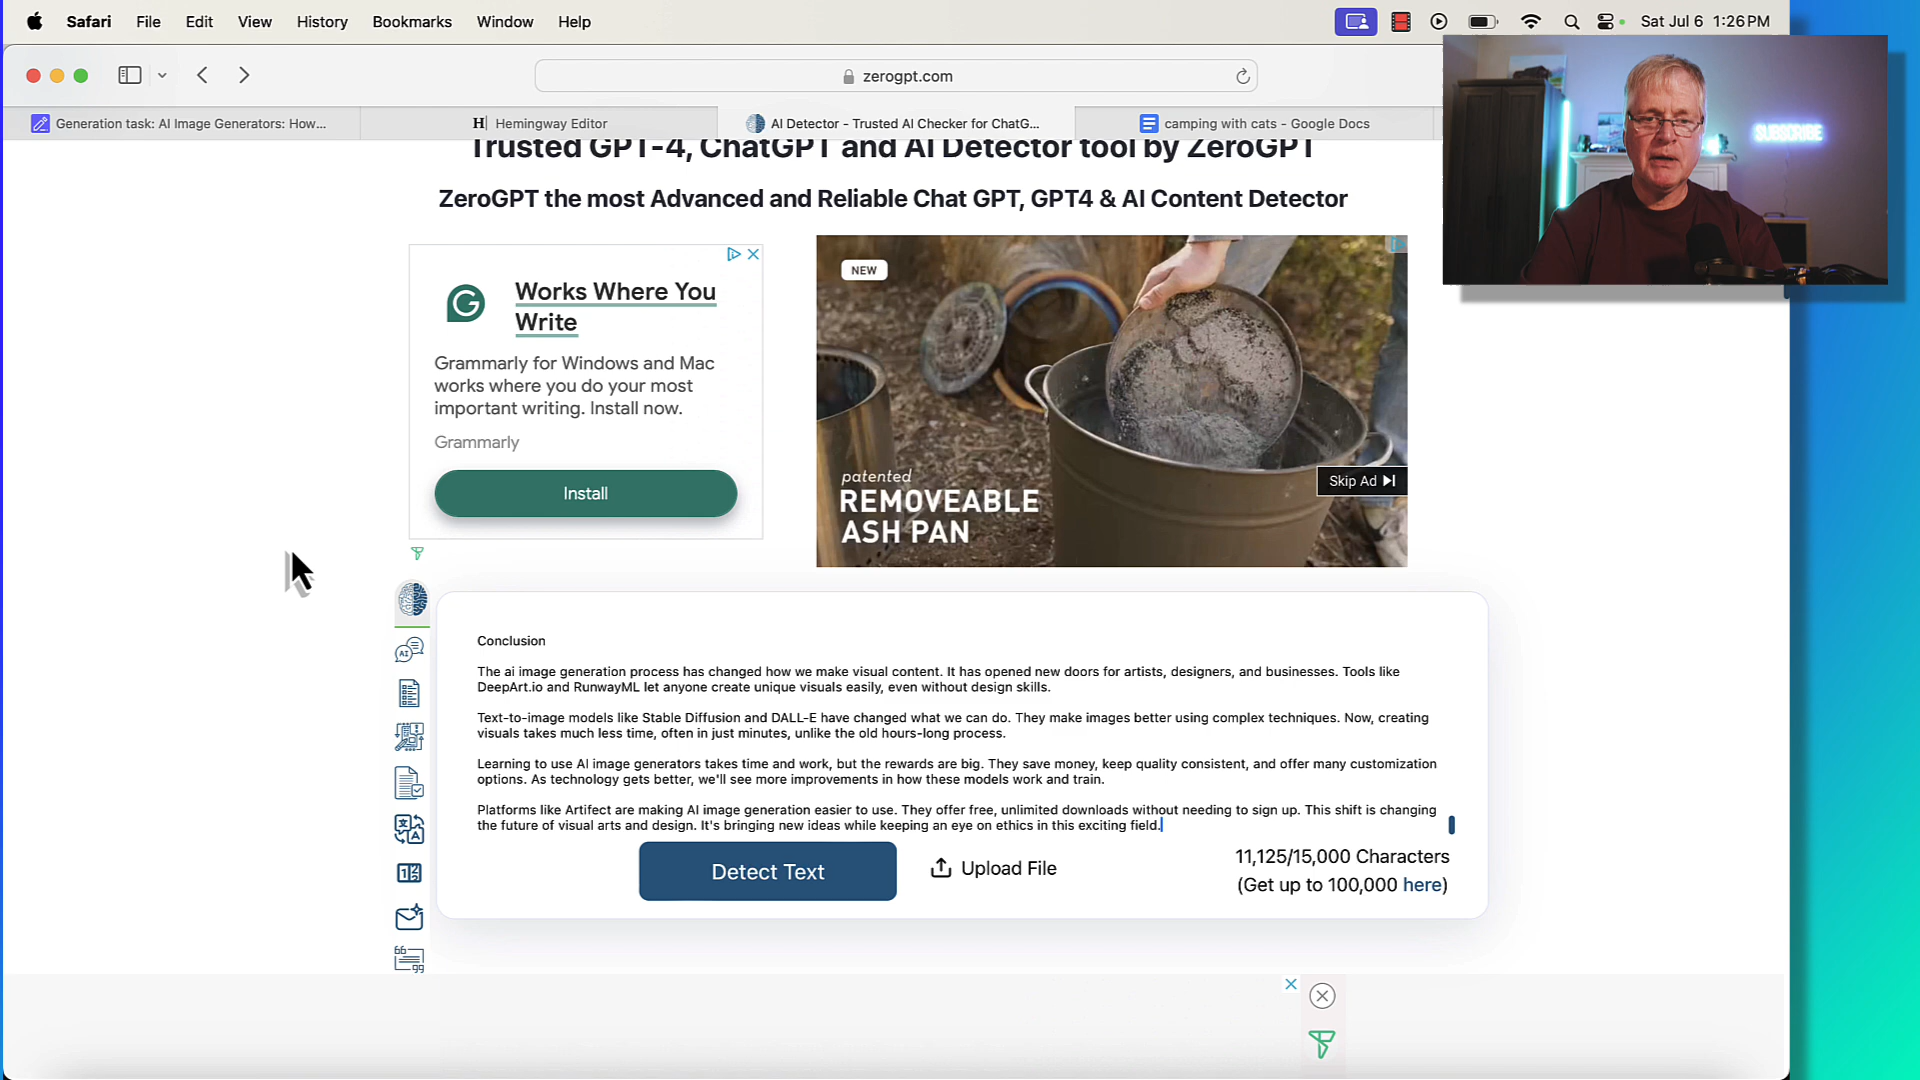 Safari File Edit View History Bookmarks Window Help
Sat Jul 6 1:26 PM
zerogpt.com
Generation task: AI Image Generators: How...
H Hemingway Editor
AI Detector - Trusted AI Checker for ChatG...
camping with cats - Google Docs
SUBSCRIBE
Trusted GPT-4, ChatGPT and AI Detector tool by ZeroGPT
ZeroGPT the most Advanced and Reliable Chat GPT, GPT4 & AI Content Detector
Works Where You
Write
Grammarly for Windows and Mac
works where you do your most
important writing. Install now.
Grammarly
Install
NEW
patented
REMOVEABLE
ASH PAN
Skip Ad
AI
Conclusion
The ai image generation process has changed how we make visual content. It has opened new doors for artists, designers, and businesses. Tools like
DeepArt.io and RunwayML let anyone create unique visuals easily, even without design skills.
Text-to-image models like Stable Diffusion and DALL-E have changed what we can do. They make images better using complex techniques. Now, creating
visuals takes much less time, often in just minutes, unlike the old hours-long process.
Learning to use AI image generators takes time and work, but the rewards are big. They save money, keep quality consistent, and offer many customization
options. As technology gets better, we'll see more improvements in how these models work and train.
Platforms like Artifect are making AI image generation easier to use. They offer free, unlimited downloads without needing to sign up. This shift is changing
the future of visual arts and design. It's bringing new ideas while keeping an eye on ethics in this exciting field.
Detect Text
Upload File
11,125/15,000 Characters
(Get up to 100,000 here)